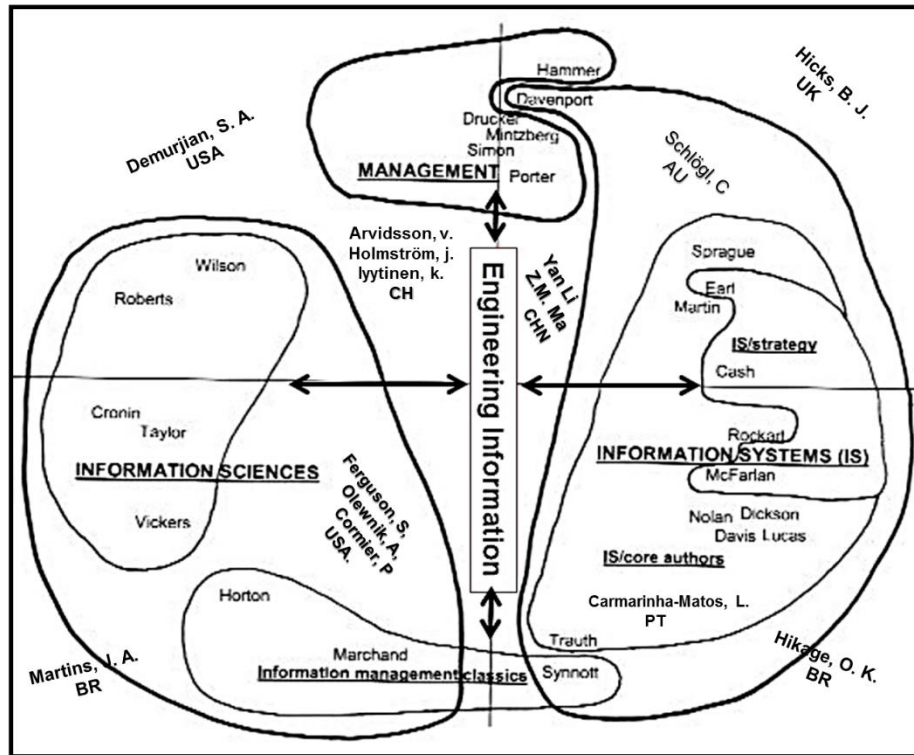 Hammer
Davenport
Drucker
Mintzberg
Simon
MANAGEMENT
Porter
Hicks, B. J.
UK
Demurjian, S. A.
USA
Schlögl, C
AU
Arvidsson, v.
Holmström, j.
lyytinen, k.
CH
Yan Li
Z.M. Ma
CHN
Engineering Information
Wilson
Roberts
Cronin
Taylor
INFORMATION SCIENCES
Vickers
Ferguson, S,
Olewnik, A,
Cormier, P
USA.
Sprague
Earl
Martin
IS/strategy
Cash
Rockart
INFORMATION SYSTEMS (IS)
McFarlan
Nolan Dickson
Davis Lucas
IS/core authors
Carmarinha-Matos, L.
PT
Horton
Marchand
Information management classics
Trauth
Synnott
Martins, J. A.
BR
Hikage, O. K.
BR